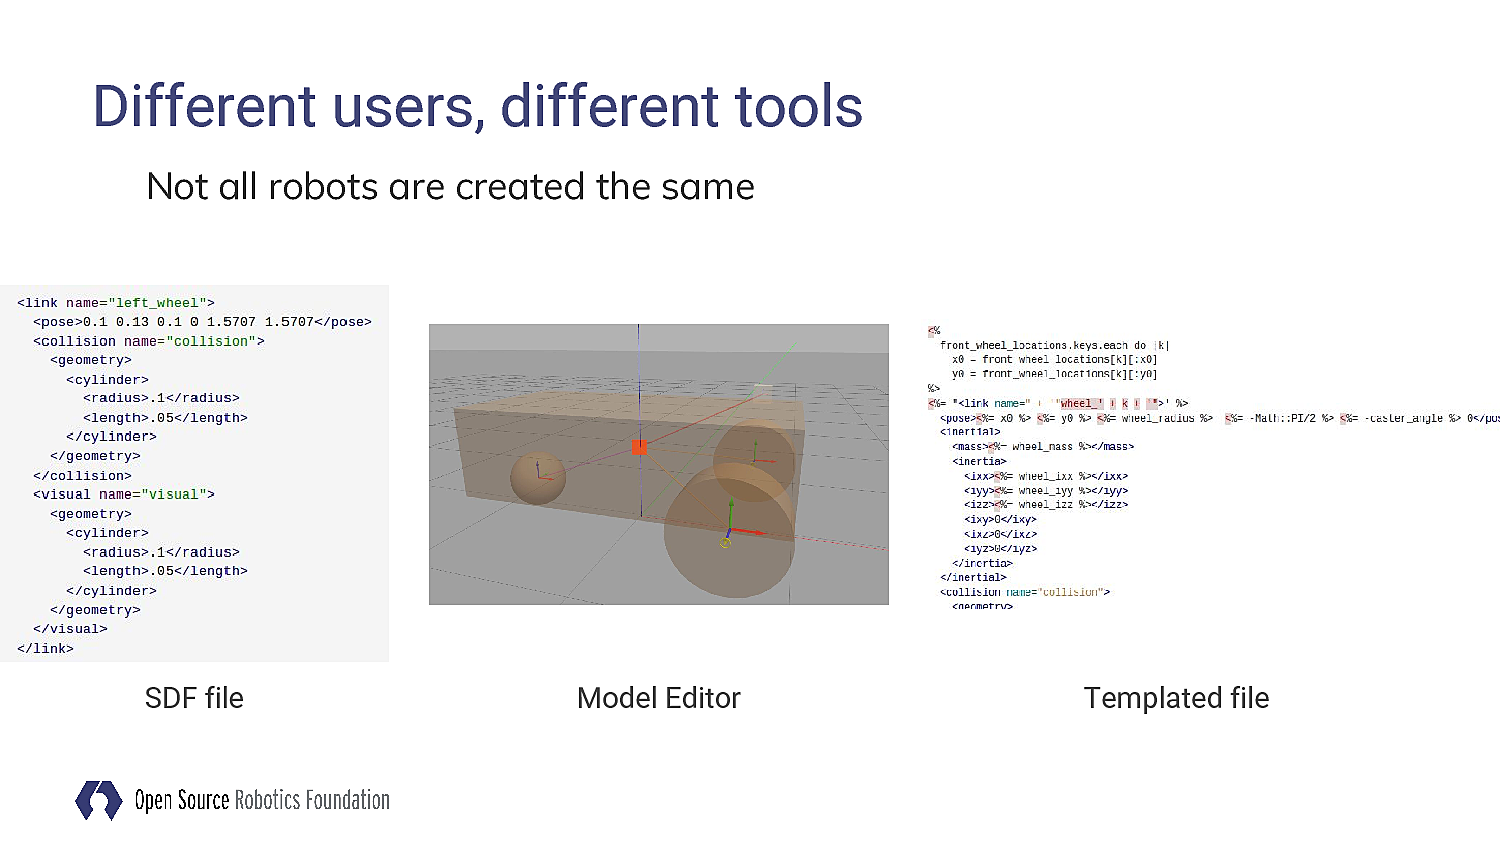 Different users, different tools
Not all robots are created the same
<link name="left_wheel">
<pose>0.1 0.13 0.1 0 1.5707 1.5707</pose>
<collision name="collision">
<geometry>
<cylinder>
<radius>.1</radius>
<length>.05</length>
</cylinder>
</geometry>
</collision>
<visual name="visual">
<geometry>
<cylinder>
<radius>.1</radius>
<length>.05</length>
</cylinder>
</geometry>
</visual>
</link>
SDF file
Model Editor
<%
front_wheel_locations.keys.each do |k|
x0 = front_wheel_locations[k][:x0]
y0 = front_wheel_locations[k][:y0]
%>
<%= "<link name=" + '"wheel_' + k + '">' %>
<pose><%= x0 %> <%= y0 %> <%= wheel_radius %> <%= -Math::PI/2 %> <%= -caster_angle %> 0</pos
<inertial>
<mass><%= wheel_mass %></mass>
<inertia>
<ixx><%= wheel_ixx %></ixx>
<iyy><%= wheel_iyy %></iyy>
<izz><%= wheel_izz %></izz>
<ixy>0</ixy>
<ixz>0</ixz>
<iyz>0</iyz>
</inertia>
</inertial>
<collision name="collision">
<geometry>
Templated file
Open Source Robotics Foundation